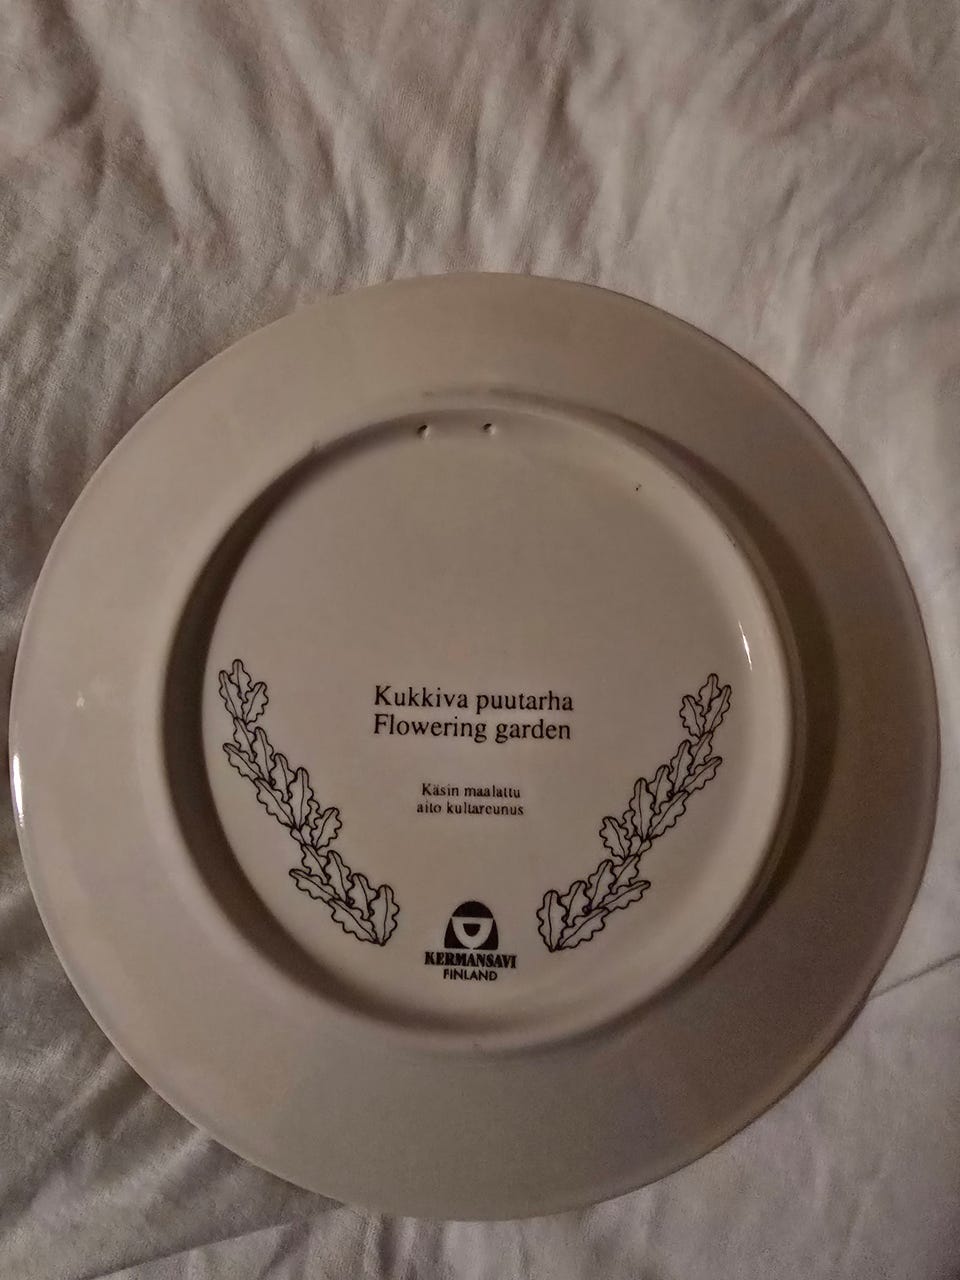 Kukkiva puutarha
Flowering garden
Käsin maalattu
aito kultareunus
KERMANSAVI
FINLAND